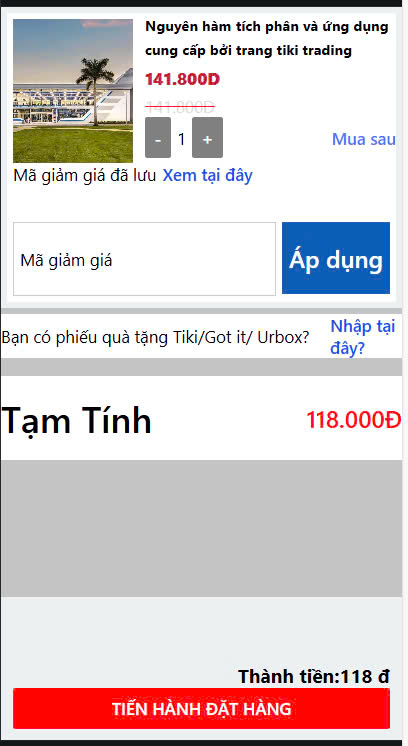 Nguyên hàm tích phân và ứng dụng
cung cấp bởi trang tiki trading
141.800Đ
141.800Đ
- 1 +
Mua sau
Mã giảm giá đã lưu Xem tại đây
Mã giảm giá
Áp dụng
Bạn có phiếu quà tặng Tiki/Got it/ Urbox?
Nhập tại
đây?
Tạm Tính
118.000Đ
Thành tiền:118 đ
TIẾN HÀNH ĐẶT HÀNG